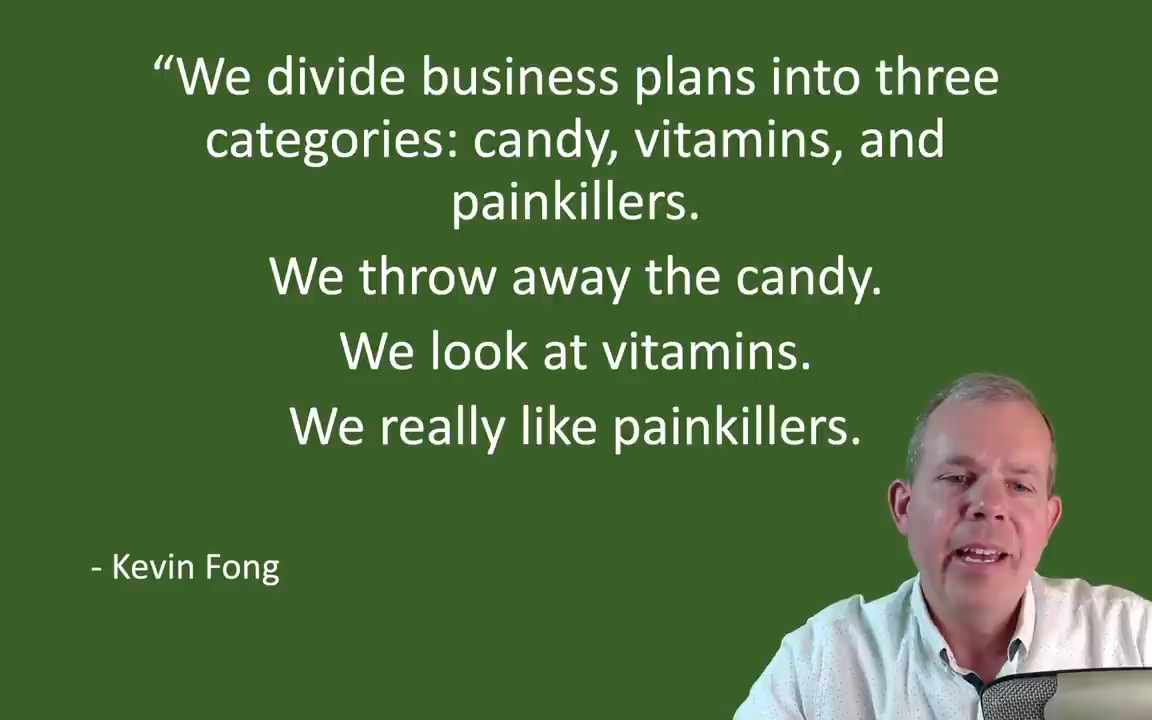 “We divide business plans into three
categories: candy, vitamins, and
painkillers.
We throw away the candy.
We look at vitamins.
We really like painkillers.
- Kevin Fong